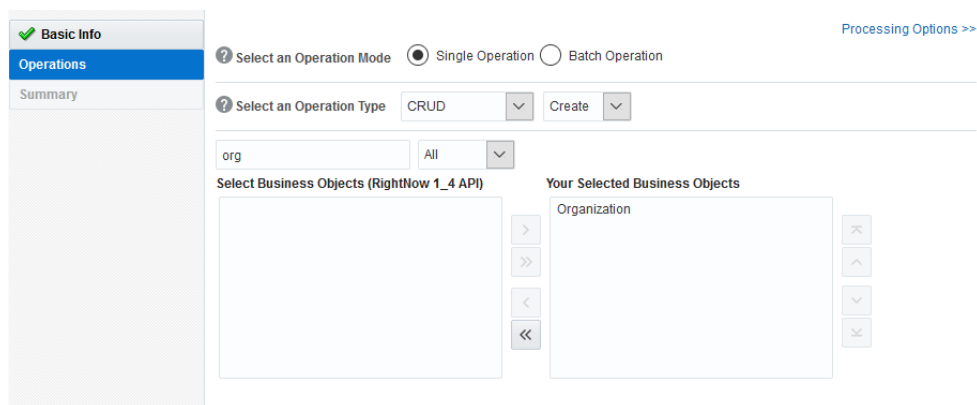 Basic Info
Operations
Summary
Processing Options >>
? Select an Operation Mode Single Operation Batch Operation
? Select an Operation Type CRUD Create
org All
Select Business Objects (RightNow 1_4 API) Your Selected Business Objects
Organization